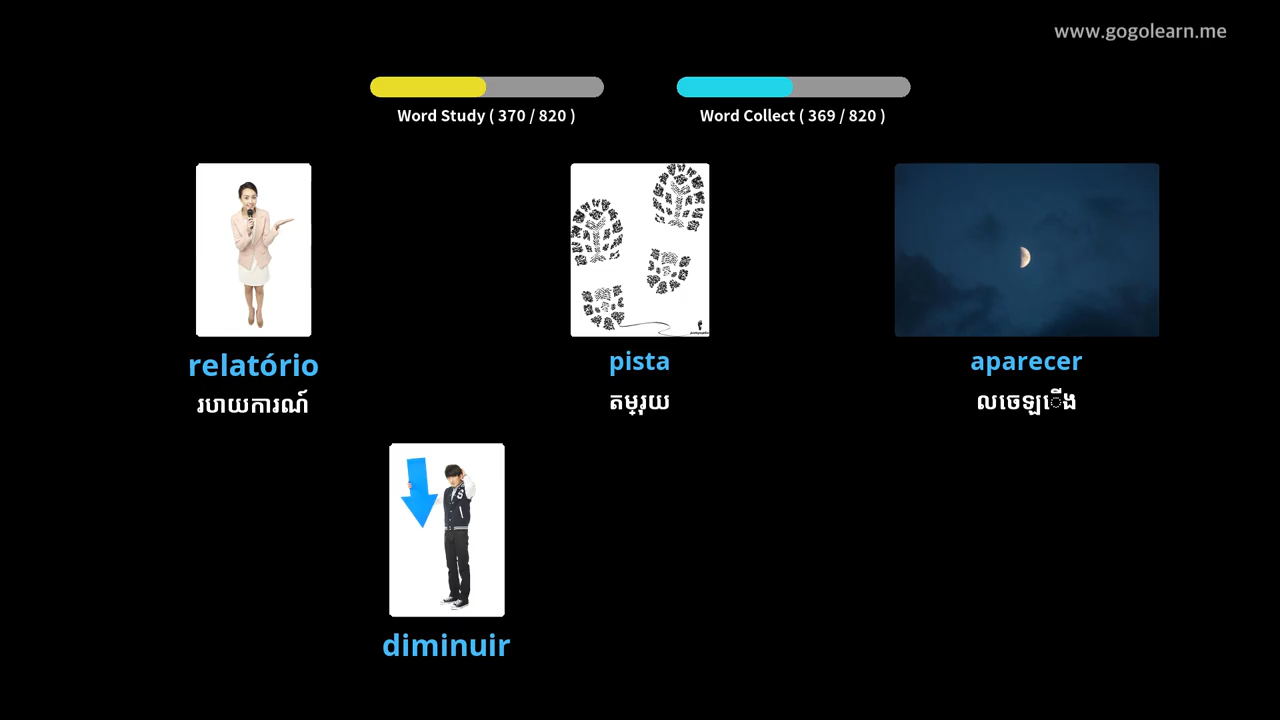 www.gogolearn.me
Word Study ( 370 / 820 )
Word Collect ( 369 / 820 )
relatório
pista
aparecer
របាយការណ៍
តម្រុយ
លេចឡើង
diminuir